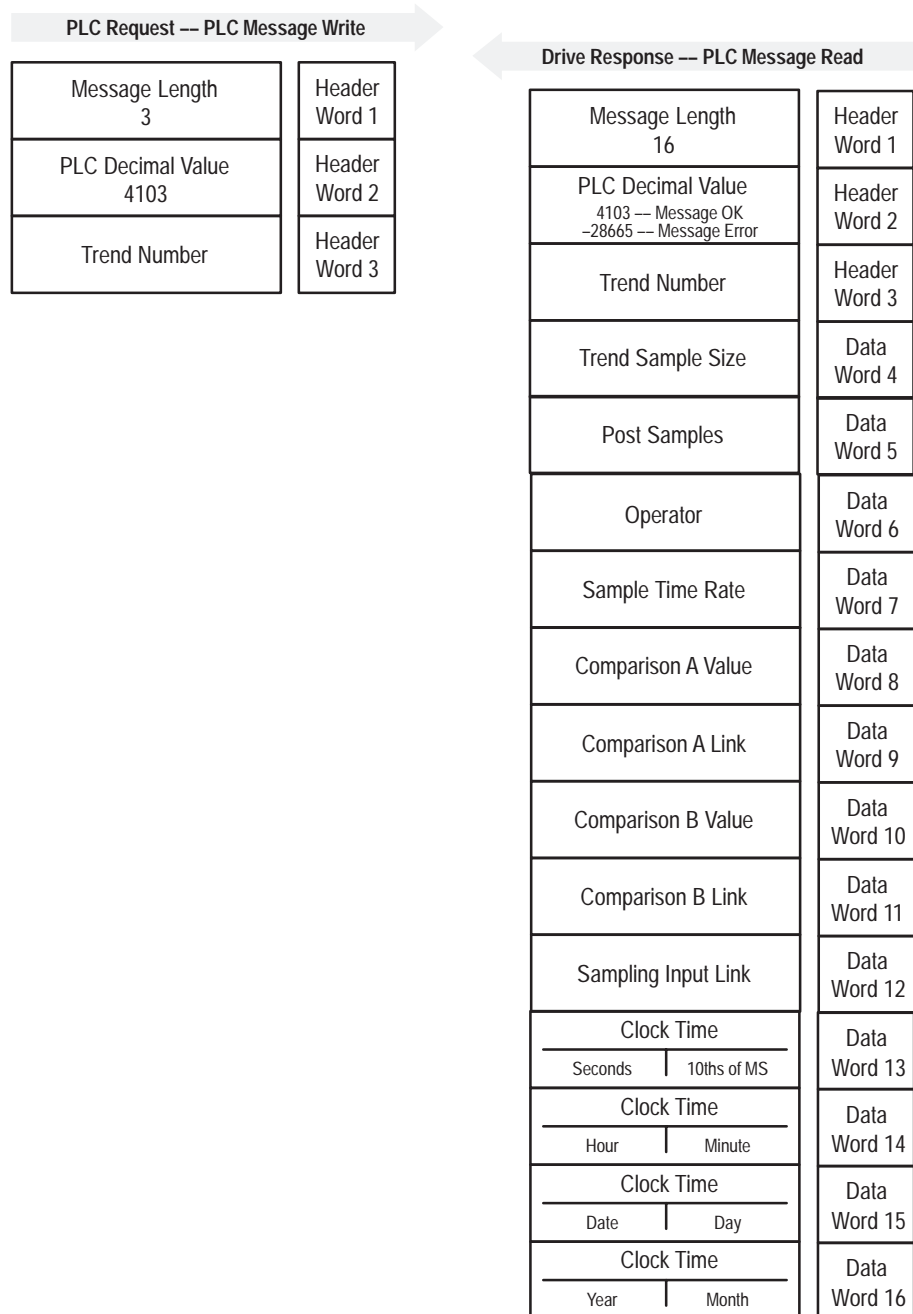 PLC Request –– PLC Message Write
Message Length
3
Header
Word 1
PLC Decimal Value
4103
Header
Word 2
Trend Number
Header
Word 3
Drive Response –– PLC Message Read
Message Length
16
Header
Word 1
PLC Decimal Value
4103 –– Message OK
–28665 –– Message Error
Header
Word 2
Trend Number
Header
Word 3
Trend Sample Size
Data
Word 4
Post Samples
Data
Word 5
Operator
Data
Word 6
Sample Time Rate
Data
Word 7
Comparison A Value
Data
Word 8
Comparison A Link
Data
Word 9
Comparison B Value
Data
Word 10
Comparison B Link
Data
Word 11
Sampling Input Link
Data
Word 12
Clock Time
Seconds 10ths of MS
Data
Word 13
Clock Time
Hour Minute
Data
Word 14
Clock Time
Date Day
Data
Word 15
Clock Time
Year Month
Data
Word 16